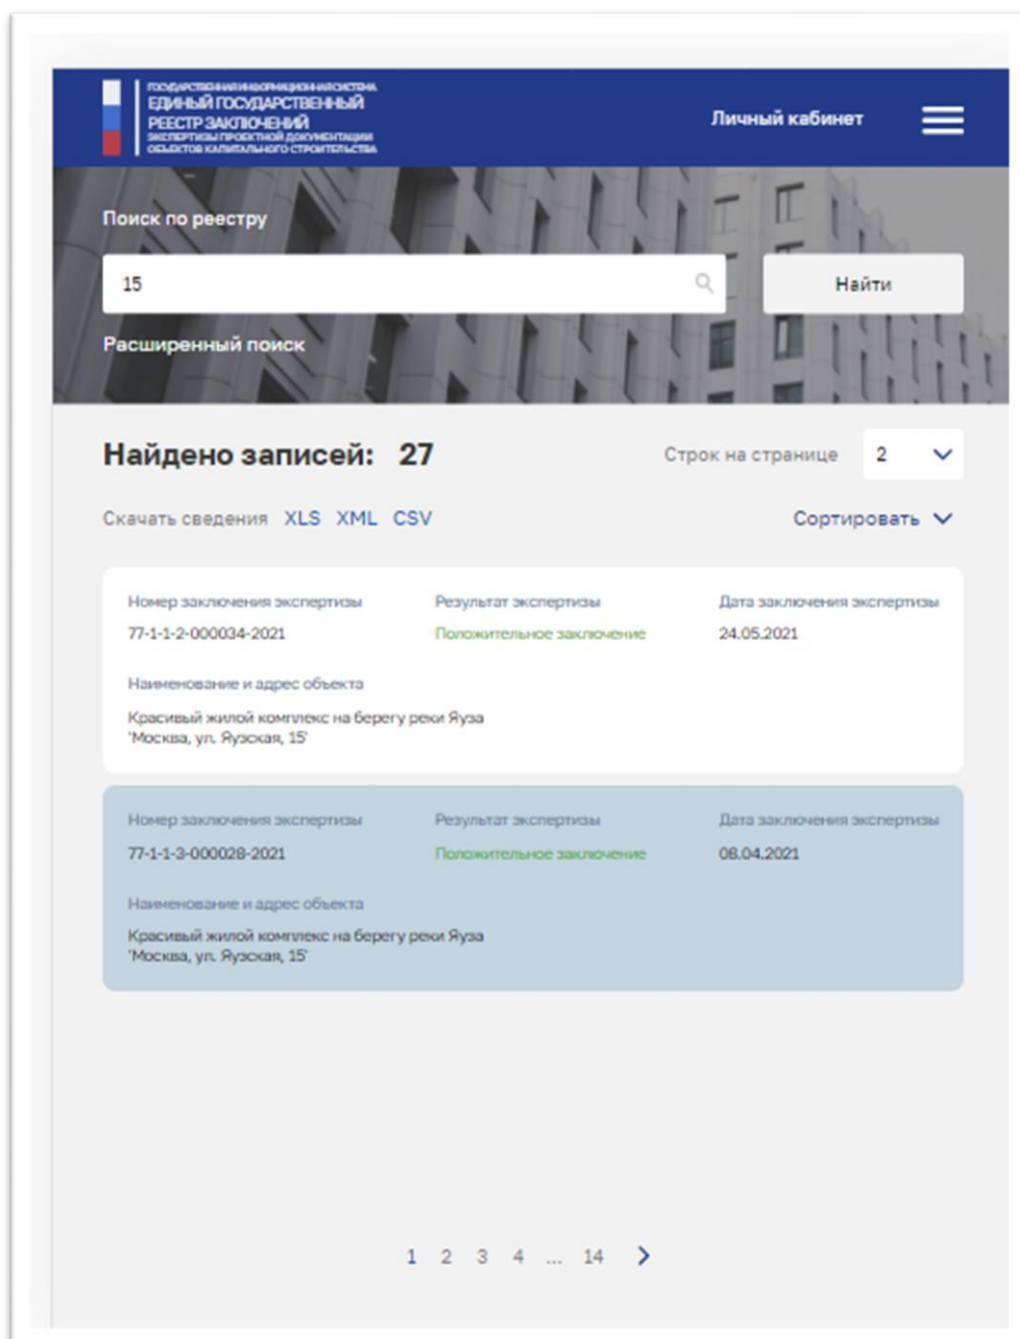 ГОСУДАРСТВЕННАЯ ИНФОРМАЦИОННАЯ СИСТЕМА
ЕДИНЫЙ ГОСУДАРСТВЕННЫЙ
РЕЕСТР ЗАКЛЮЧЕНИЙ
ЭКСПЕРТИЗЫ ПРОЕКТНОЙ ДОКУМЕНТАЦИИ
ОБЪЕКТОВ КАПИТАЛЬНОГО СТРОИТЕЛЬСТВА
Личный кабинет
Поиск по реестру
15
Найти
Расширенный поиск
Найдено записей: 27
Строк на странице 2
Скачать сведения XLS XML CSV
Сортировать
Номер заключения экспертизы Результат экспертизы Дата заключения экспертизы
77-1-1-2-000034-2021 Положительное заключение 24.05.2021
Наименование и адрес объекта
Красивый жилой комплекс на берегу реки Яуза
'Москва, ул. Яузская, 15'
Номер заключения экспертизы Результат экспертизы Дата заключения экспертизы
77-1-1-3-000028-2021 Положительное заключение 08.04.2021
Наименование и адрес объекта
Красивый жилой комплекс на берегу реки Яуза
'Москва, ул. Яузская, 15'
1 2 3 4 ... 14